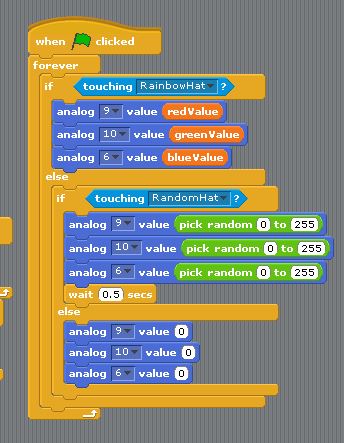 when clicked
forever
if touching RainbowHat ?
analog 9 value redValue
analog 10 value greenValue
analog 6 value blueValue
else
if touching RandomHat ?
analog 9 value pick random 0 to 255
analog 10 value pick random 0 to 255
analog 6 value pick random 0 to 255
wait 0.5 secs
else
analog 9 value 0
analog 10 value 0
analog 6 value 0